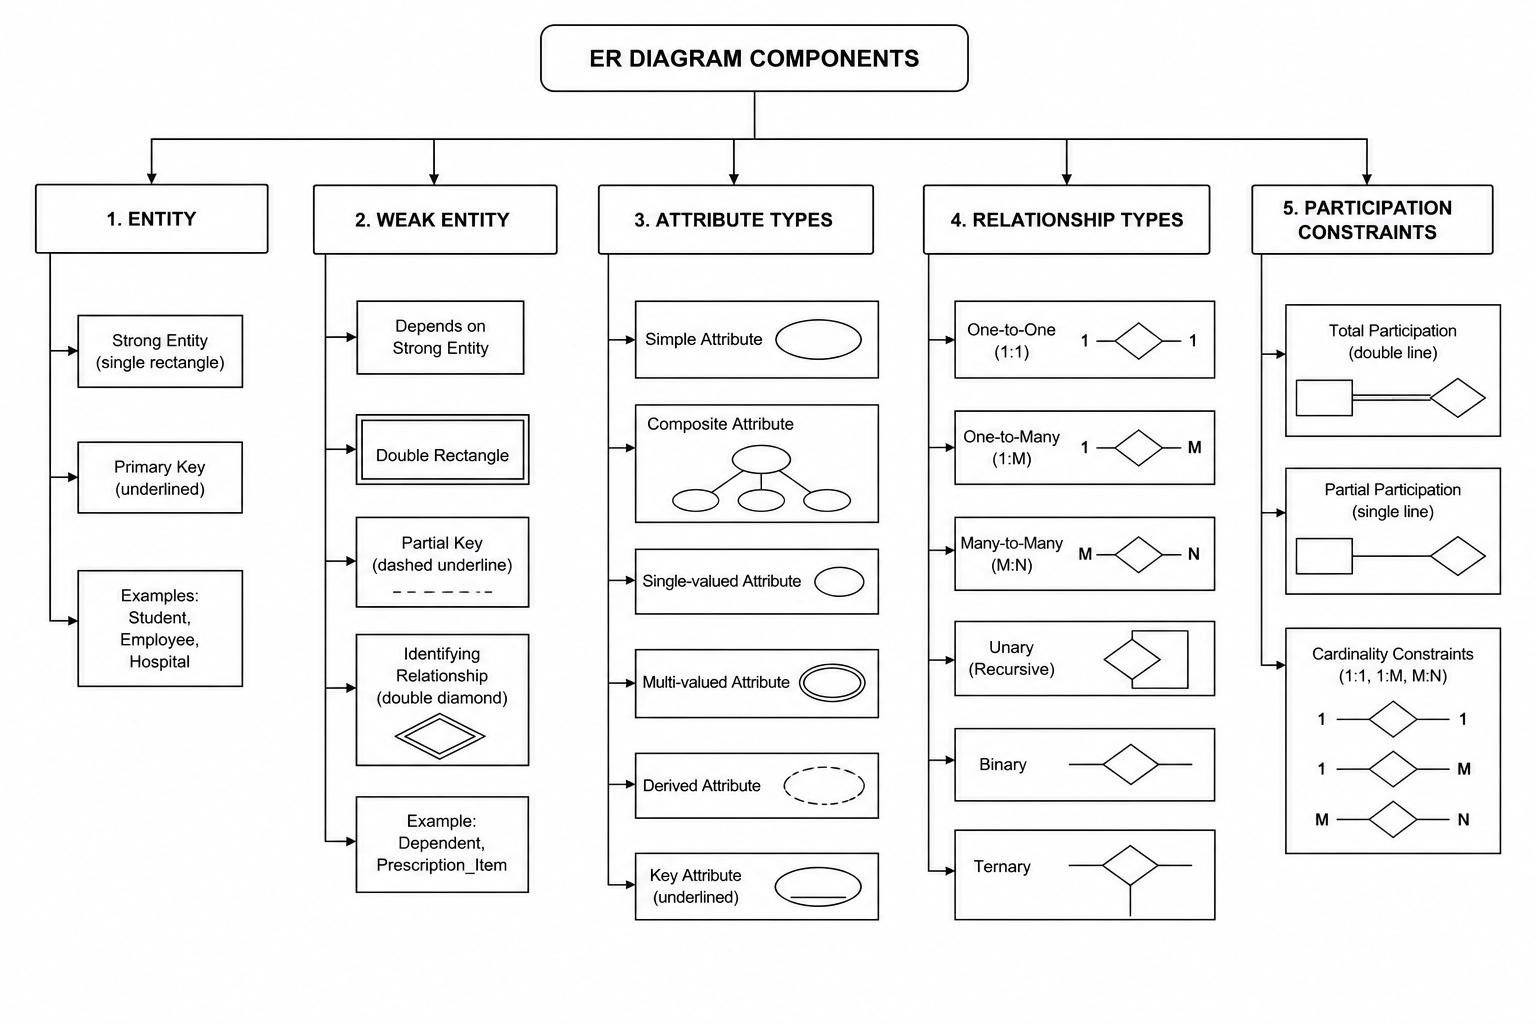 ER DIAGRAM COMPONENTS
1. ENTITY
Strong Entity
(single rectangle)
Primary Key
(underlined)
Examples:
Student,
Employee,
Hospital
2. WEAK ENTITY
Depends on
Strong Entity
Double Rectangle
Partial Key
(dashed underline)
Identifying
Relationship
(double diamond)
Example:
Dependent,
Prescription_Item
3. ATTRIBUTE TYPES
Simple Attribute
Composite Attribute
Single-valued Attribute
Multi-valued Attribute
Derived Attribute
Key Attribute
(underlined)
4. RELATIONSHIP TYPES
One-to-One
(1:1)
1 1
One-to-Many
(1:M)
1 M
Many-to-Many
(M:N)
M N
Unary
(Recursive)
Binary
Ternary
5. PARTICIPATION
CONSTRAINTS
Total Participation
(double line)
Partial Participation
(single line)
Cardinality Constraints
(1:1, 1:M, M:N)
1 1
1 M
M N